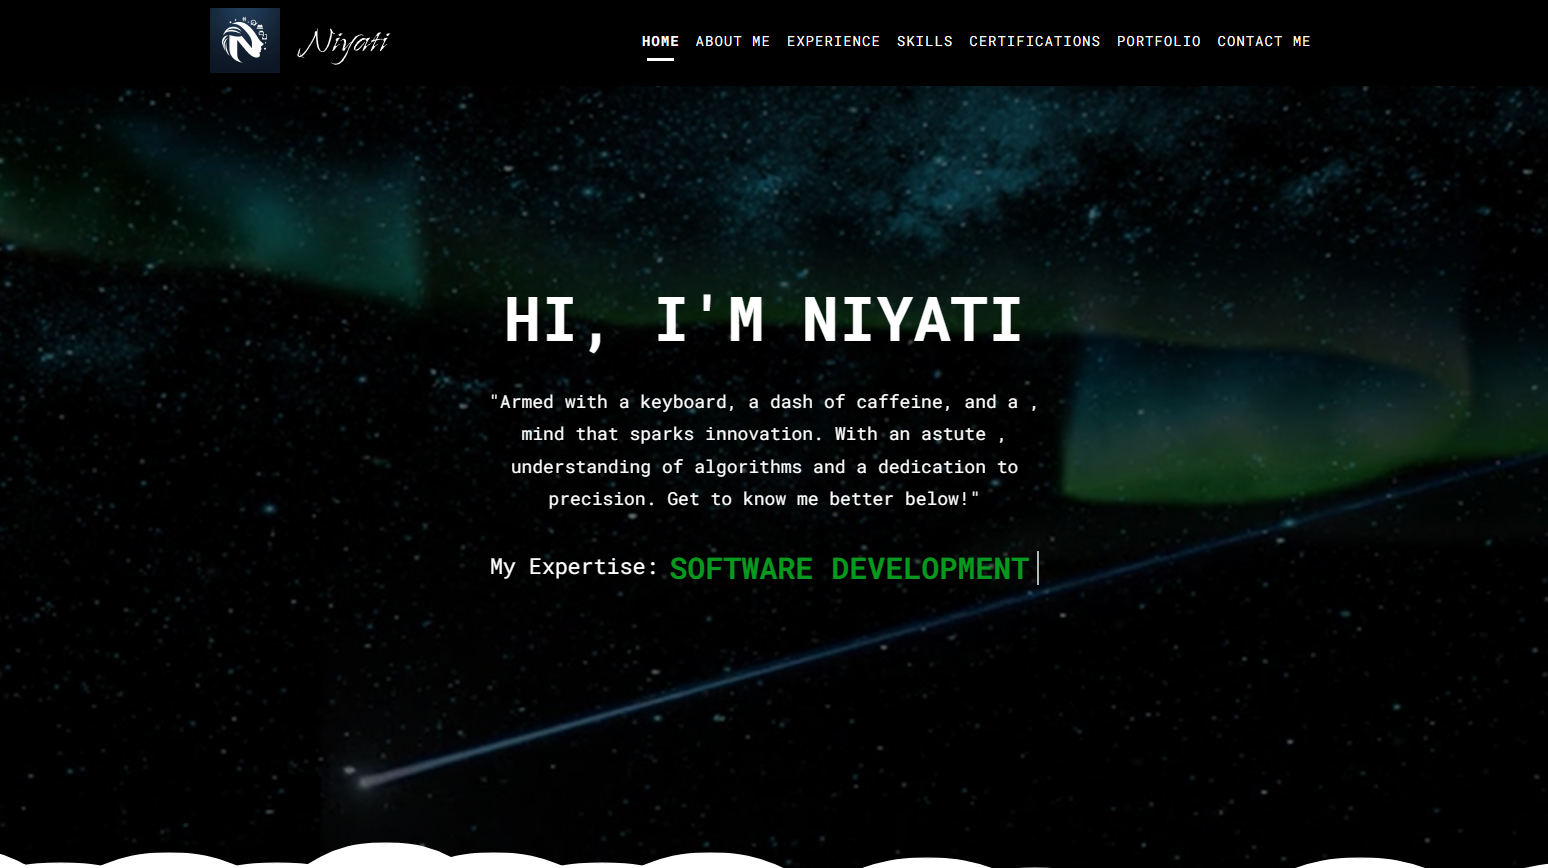 N
Niyati
HOME ABOUT ME EXPERIENCE SKILLS CERTIFICATIONS PORTFOLIO CONTACT ME
HI, I'M NIYATI
"Armed with a keyboard, a dash of caffeine, and a ,
mind that sparks innovation. With an astute ,
understanding of algorithms and a dedication to
precision. Get to know me better below!"
My Expertise: SOFTWARE DEVELOPMENT